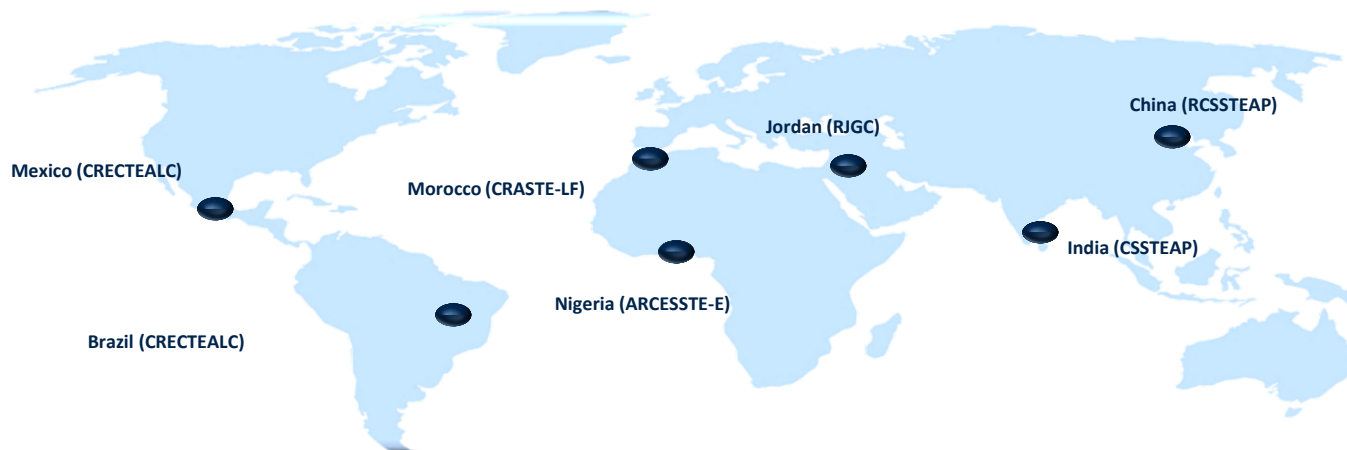 China (RCSSTEAP)
Jordan (RJGC)
Mexico (CRECTEALC)
Morocco (CRASTE-LF)
India (CSSTEAP)
Nigeria (ARCESSTE-E)
Brazil (CRECTEALC)